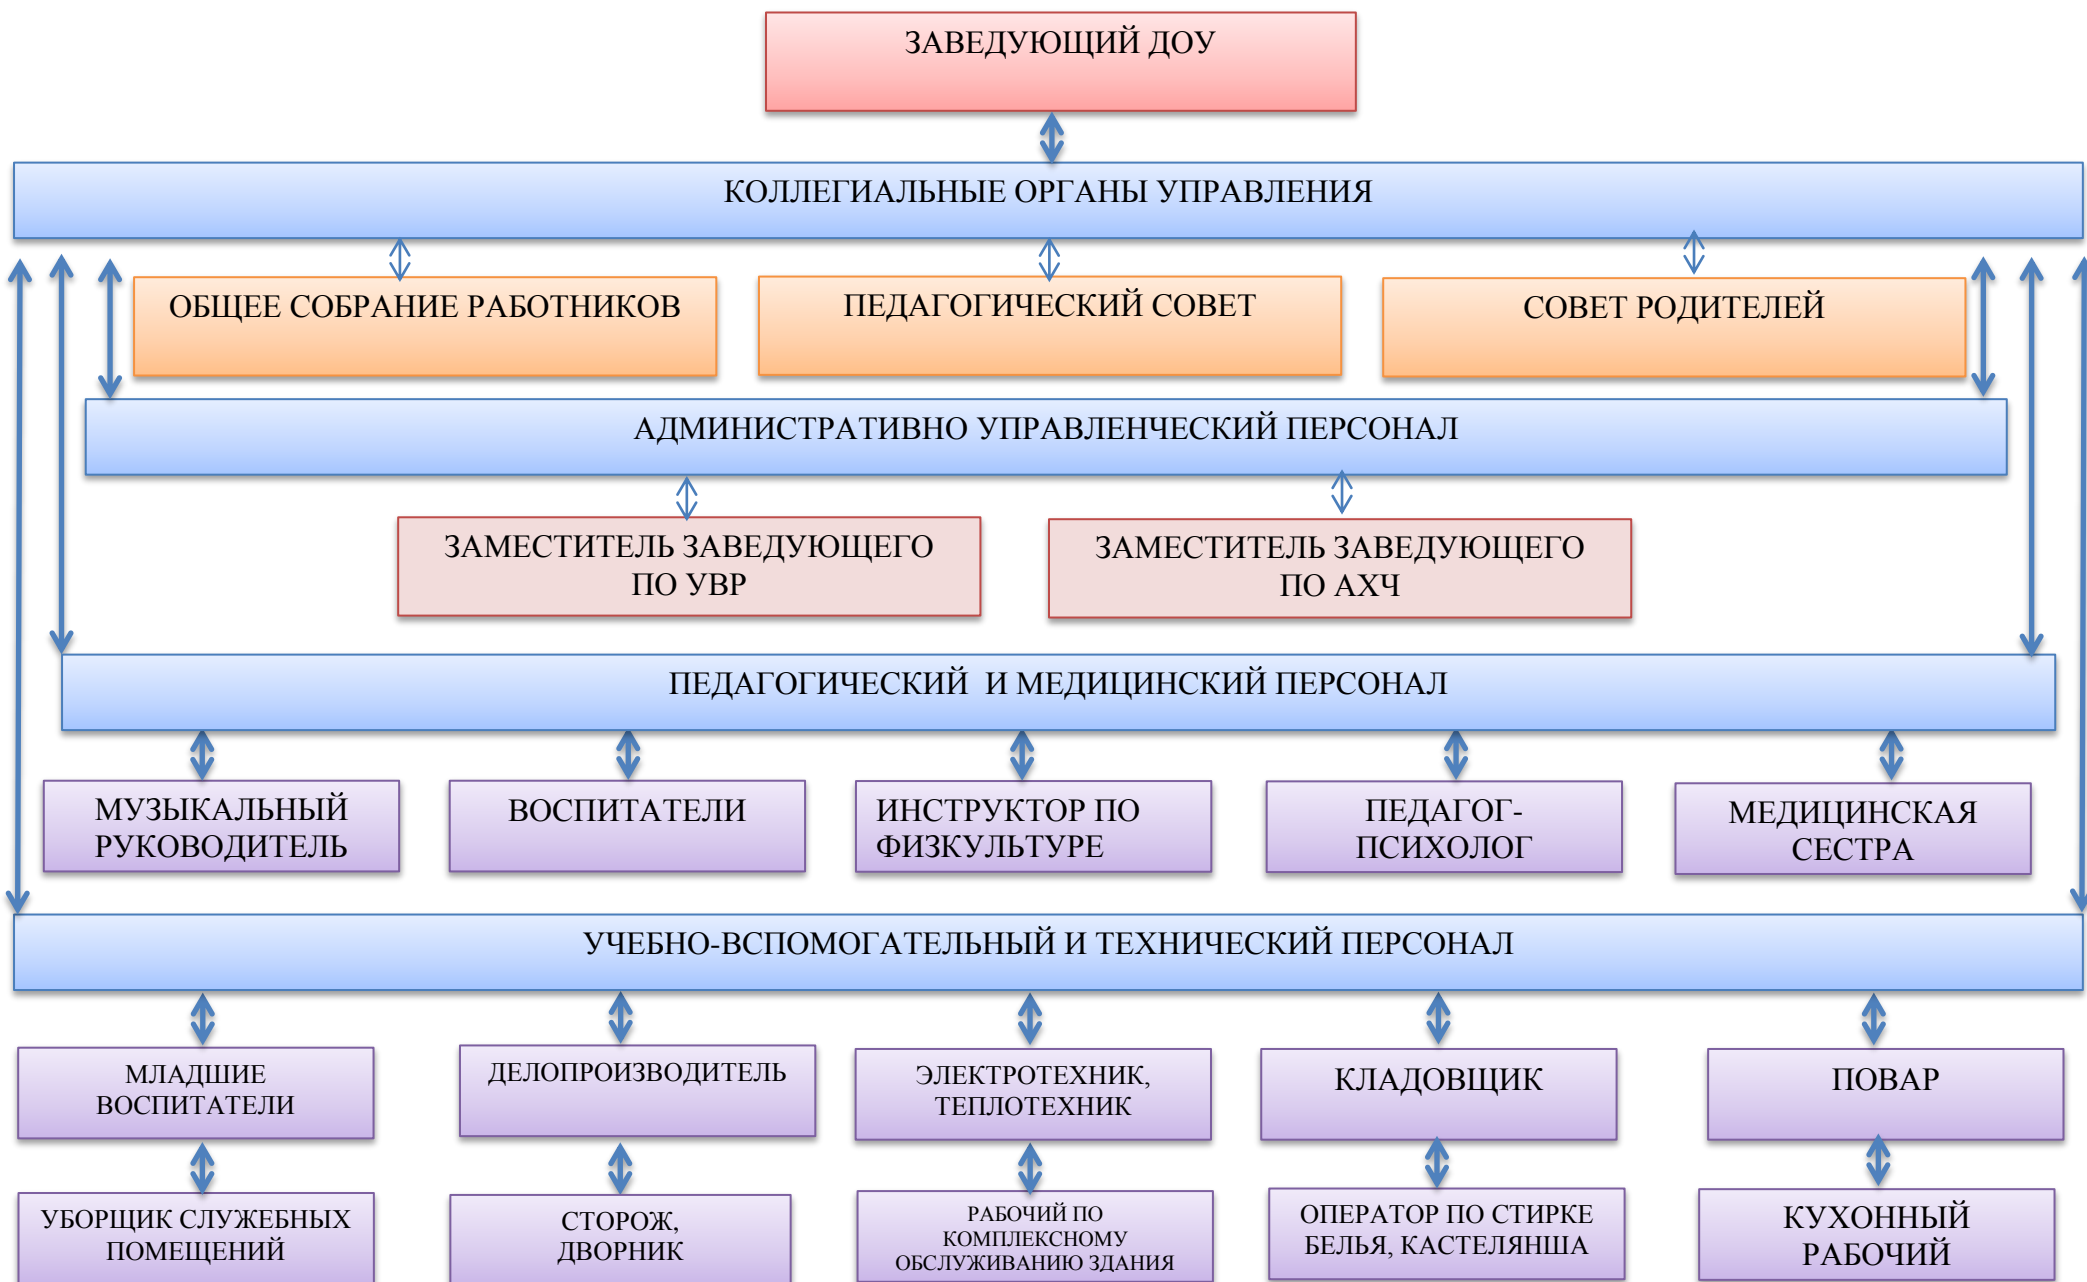 ЗАВЕДУЮЩИЙ ДОУ
КОЛЛЕГИАЛЬНЫЕ ОРГАНЫ УПРАВЛЕНИЯ
ОБЩЕЕ СОБРАНИЕ РАБОТНИКОВ
ПЕДАГОГИЧЕСКИЙ СОВЕТ
СОВЕТ РОДИТЕЛЕЙ
АДМИНИСТРАТИВНО УПРАВЛЕНЧЕСКИЙ ПЕРСОНАЛ
ЗАМЕСТИТЕЛЬ ЗАВЕДУЮЩЕГО
ПО УВР
ЗАМЕСТИТЕЛЬ ЗАВЕДУЮЩЕГО
ПО АХЧ
ПЕДАГОГИЧЕСКИЙ И МЕДИЦИНСКИЙ ПЕРСОНАЛ
МУЗЫКАЛЬНЫЙ
РУКОВОДИТЕЛЬ
ВОСПИТАТЕЛИ
ИНСТРУКТОР ПО
ФИЗКУЛЬТУРЕ
ПЕДАГОГ-
ПСИХОЛОГ
МЕДИЦИНСКАЯ
СЕСТРА
УЧЕБНО-ВСПОМОГАТЕЛЬНЫЙ И ТЕХНИЧЕСКИЙ ПЕРСОНАЛ
МЛАДШИЕ
ВОСПИТАТЕЛИ
ДЕЛОПРОИЗВОДИТЕЛЬ
ЭЛЕКТРОТЕХНИК,
ТЕПЛОТЕХНИК
КЛАДОВЩИК
ПОВАР
УБОРЩИК СЛУЖЕБНЫХ
ПОМЕЩЕНИЙ
СТОРОЖ,
ДВОРНИК
РАБОЧИЙ ПО
КОМПЛЕКСНОМУ
ОБСЛУЖИВАНИЮ ЗДАНИЯ
ОПЕРАТОР ПО СТИРКЕ
БЕЛЬЯ, КАСТЕЛЯНША
КУХОННЫЙ
РАБОЧИЙ